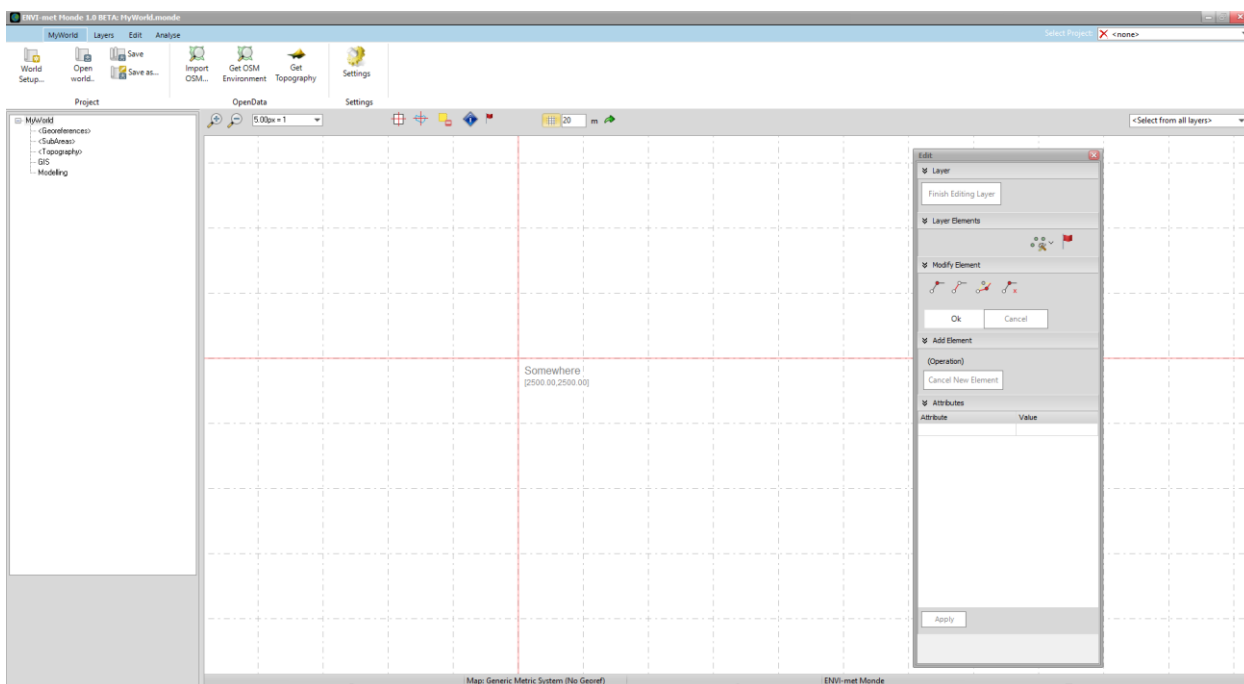 ENVI-met Monde 1.0 BETA: MyWorld.monde
MyWorld Layers Edit Analyse
Select Project: <none>
World Setup...
Open world..
Save
Save as...
Import OSM...
Get OSM Environment
Get Topography
Settings
Project
OpenData
Settings
MyWorld
<Georeferences>
<SubAreas>
<Topography>
GIS
Modelling
5.00px = 1
20 m
<Select from all layers>
Somewhere
[2500.00,2500.00]
Edit
Layer
Finish Editing Layer
Layer Elements
Modify Element
Ok Cancel
Add Element
(Operation)
Cancel New Element
Attributes
Attribute Value
Apply
Map: Generic Metric System (No Georef)
ENVI-met Monde